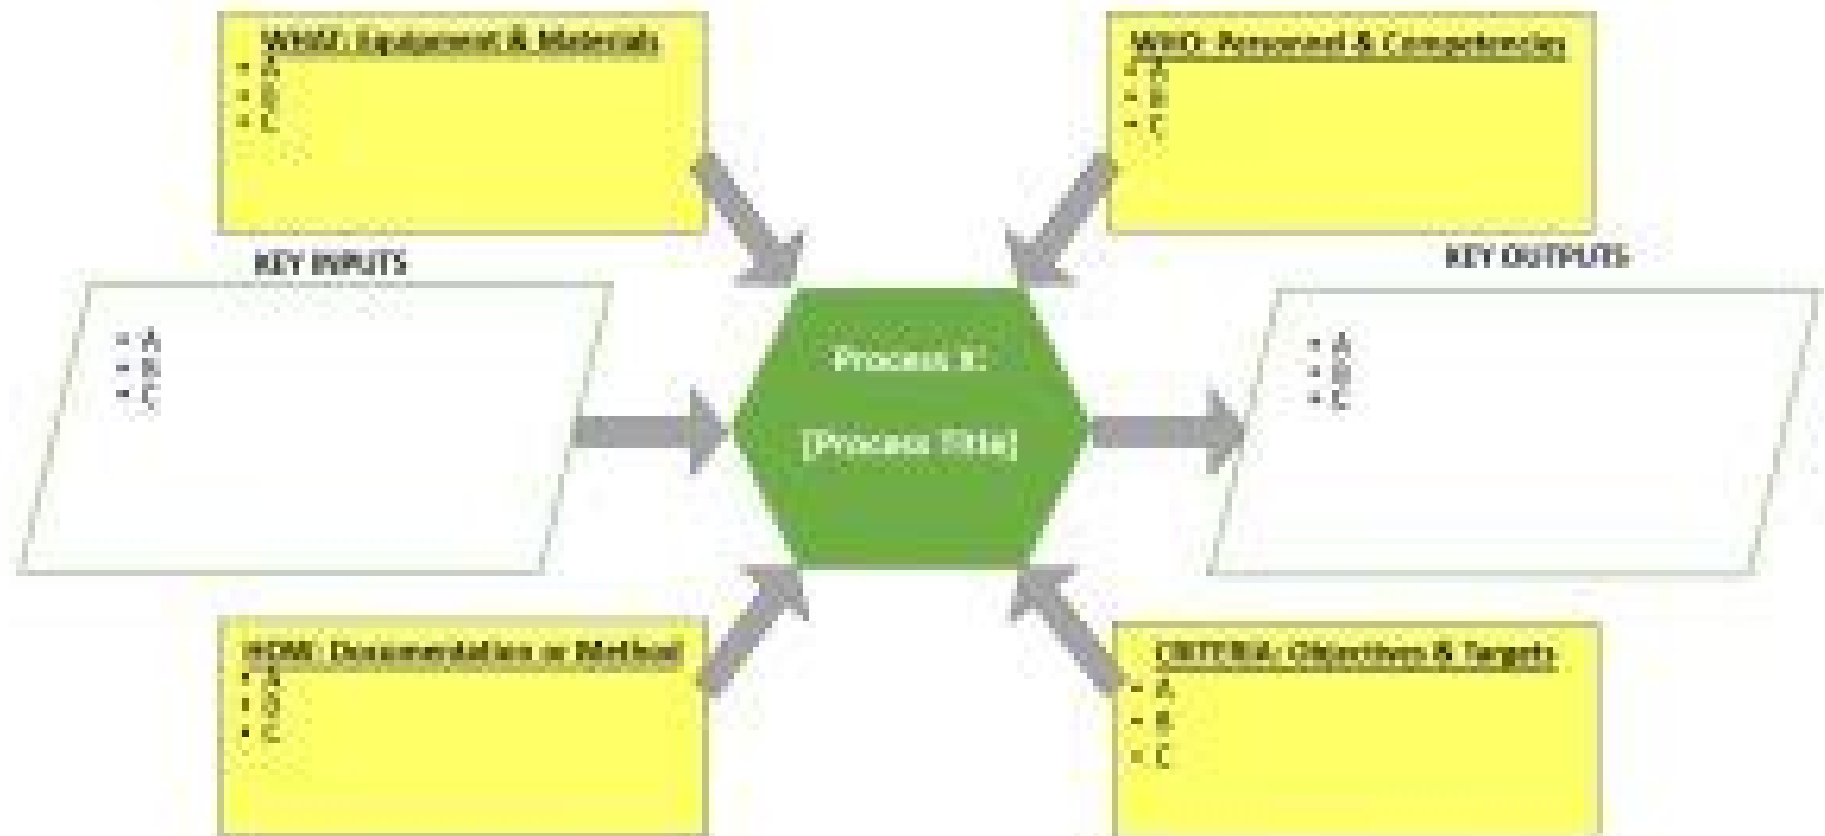 WHAT: Equipment & Materials
• A
• B
• C
WHO: Personnel & Competencies
• A
• B
• C
KEY INPUTS
• A
• B
• C
Process X:
[Process Title]
KEY OUTPUTS
• A
• B
• C
HOW: Documentation or Method
• A
• B
• C
CRITERIA: Objectives & Targets
• A
• B
• C